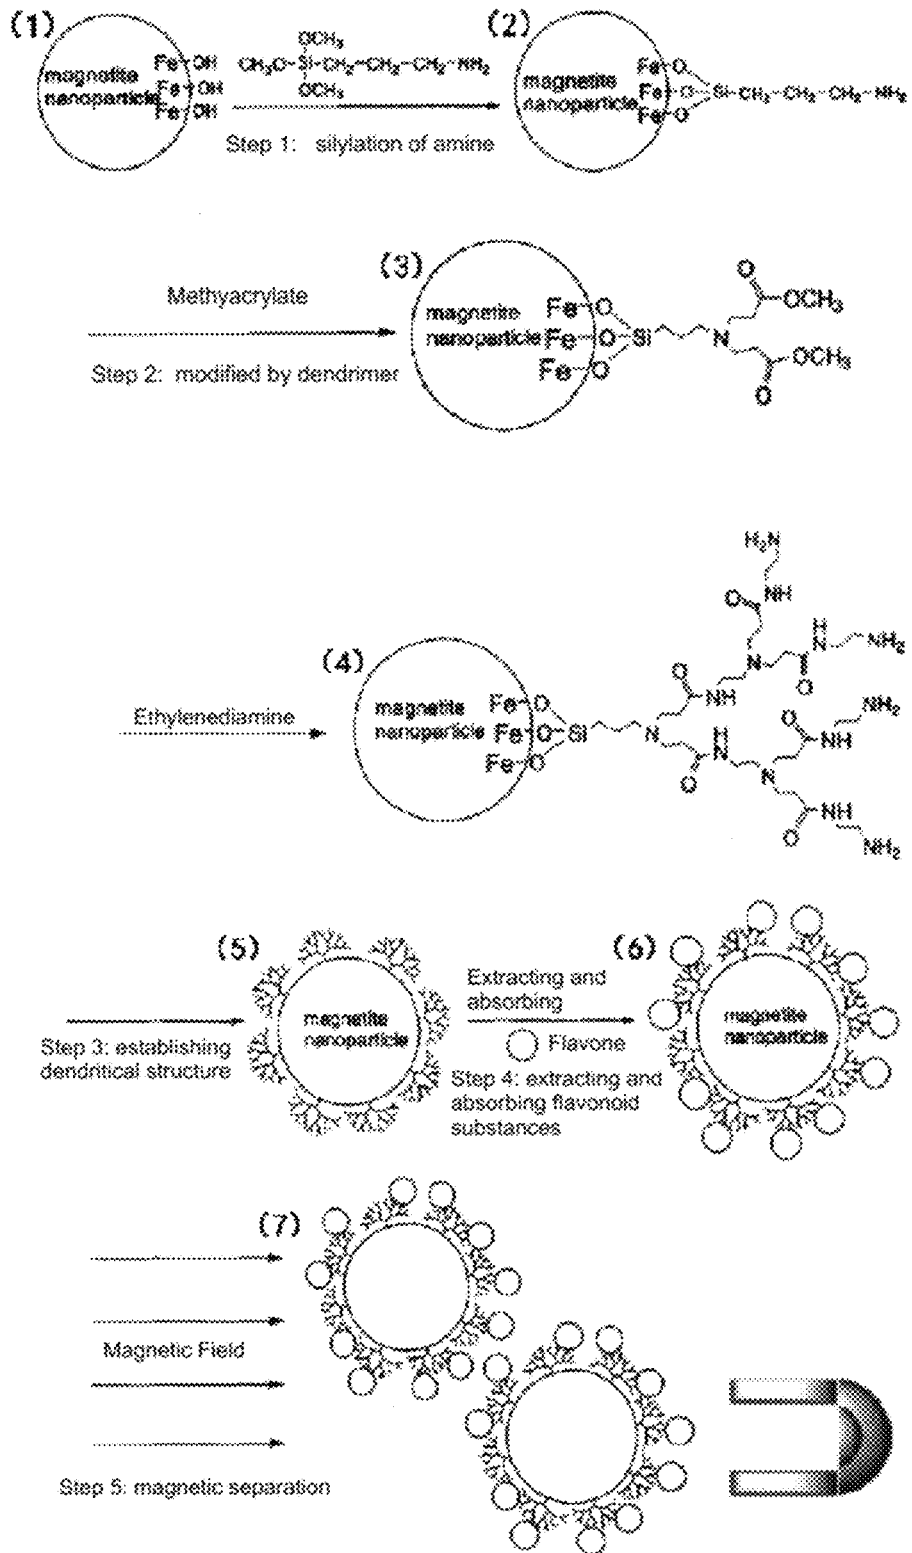 (1)
magnetite
nanoparticle
Fe-OH
Fe-OH
Fe-OH
OCH3
CH3O-Si-CH2-CH2-CH2-NH2
OCH3
Step 1: silylation of amine
(2)
magnetite
nanoparticle
Fe-O
Fe-O-Si-CH2-CH2-CH2-NH2
Fe-O
Methyacrylate
Step 2: modified by dendrimer
(3)
magnetite
nanoparticle
Fe-O
Fe-O-Si
Fe-O
N
O
OCH3
OCH3
O
Ethylenediamine
(4)
magnetite
nanoparticle
Fe-O
Fe-O-Si
Fe-O
H2N
O
NH
H
N
NH2
N
O
O
NH
NH2
N
H
N
O
NH
O
N
O
NH
NH2
Step 3: establishing
dendritical structure
(5)
magnetite
nanoparticle
Extracting and
absorbing
Flavone
Step 4: extracting and
absorbing flavonoid
substances
(6)
magnetite
nanoparticle
(7)
Magnetic Field
Step 5: magnetic separation